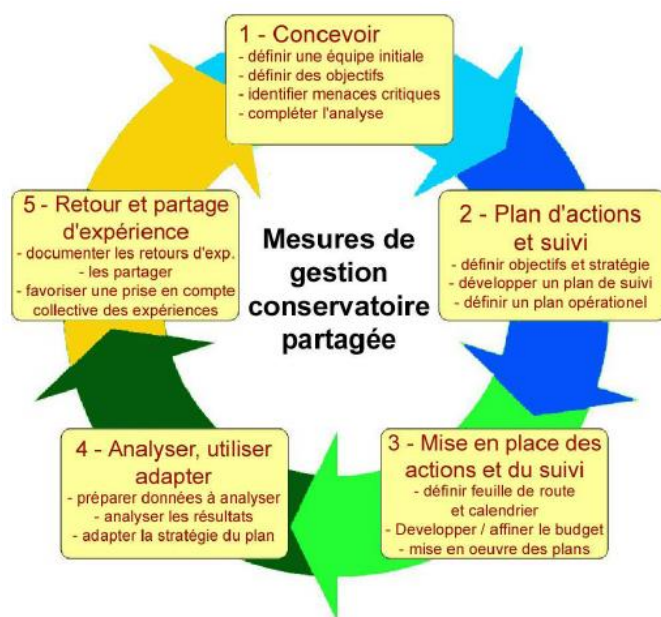 1 - Concevoir
- définir une équipe initiale
- définir des objectifs
- identifier menaces critiques
- compléter l'analyse
2 - Plan d'actions
et suivi
- définir objectifs et stratégie
- développer un plan de suivi
- définir un plan opérationel
3 - Mise en place des
actions et du suivi
- définir feuille de route
et calendrier
- Developper / affiner le budget
- mise en oeuvre des plans
4 - Analyser, utiliser
adapter
- préparer données à analyser
- analyser les résultats
- adapter la stratégie du plan
5 - Retour et partage
d'expérience
- documenter les retours d'exp.
- les partager
- favoriser une prise en compte
collective des expériences
Mesures de
gestion
conservatoire
partagée